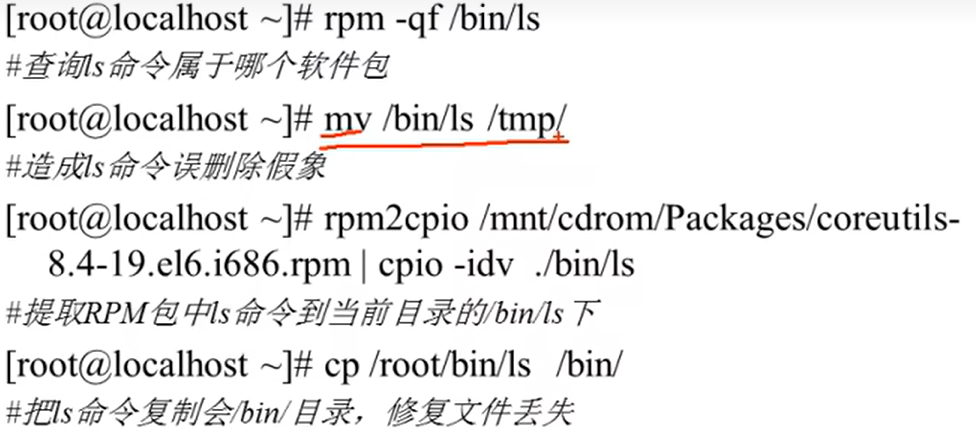 [root@localhost ~]# rpm -qf /bin/ls
#查询ls命令属于哪个软件包
[root@localhost ~]# mv /bin/ls /tmp/
#造成ls命令误删除假象
[root@localhost ~]# rpm2cpio /mnt/cdrom/Packages/coreutils-
8.4-19.el6.i686.rpm | cpio -idv ./bin/ls
#提取RPM包中ls命令到当前目录的/bin/ls下
[root@localhost ~]# cp /root/bin/ls /bin/
#把ls命令复制会/bin/目录，修复文件丢失